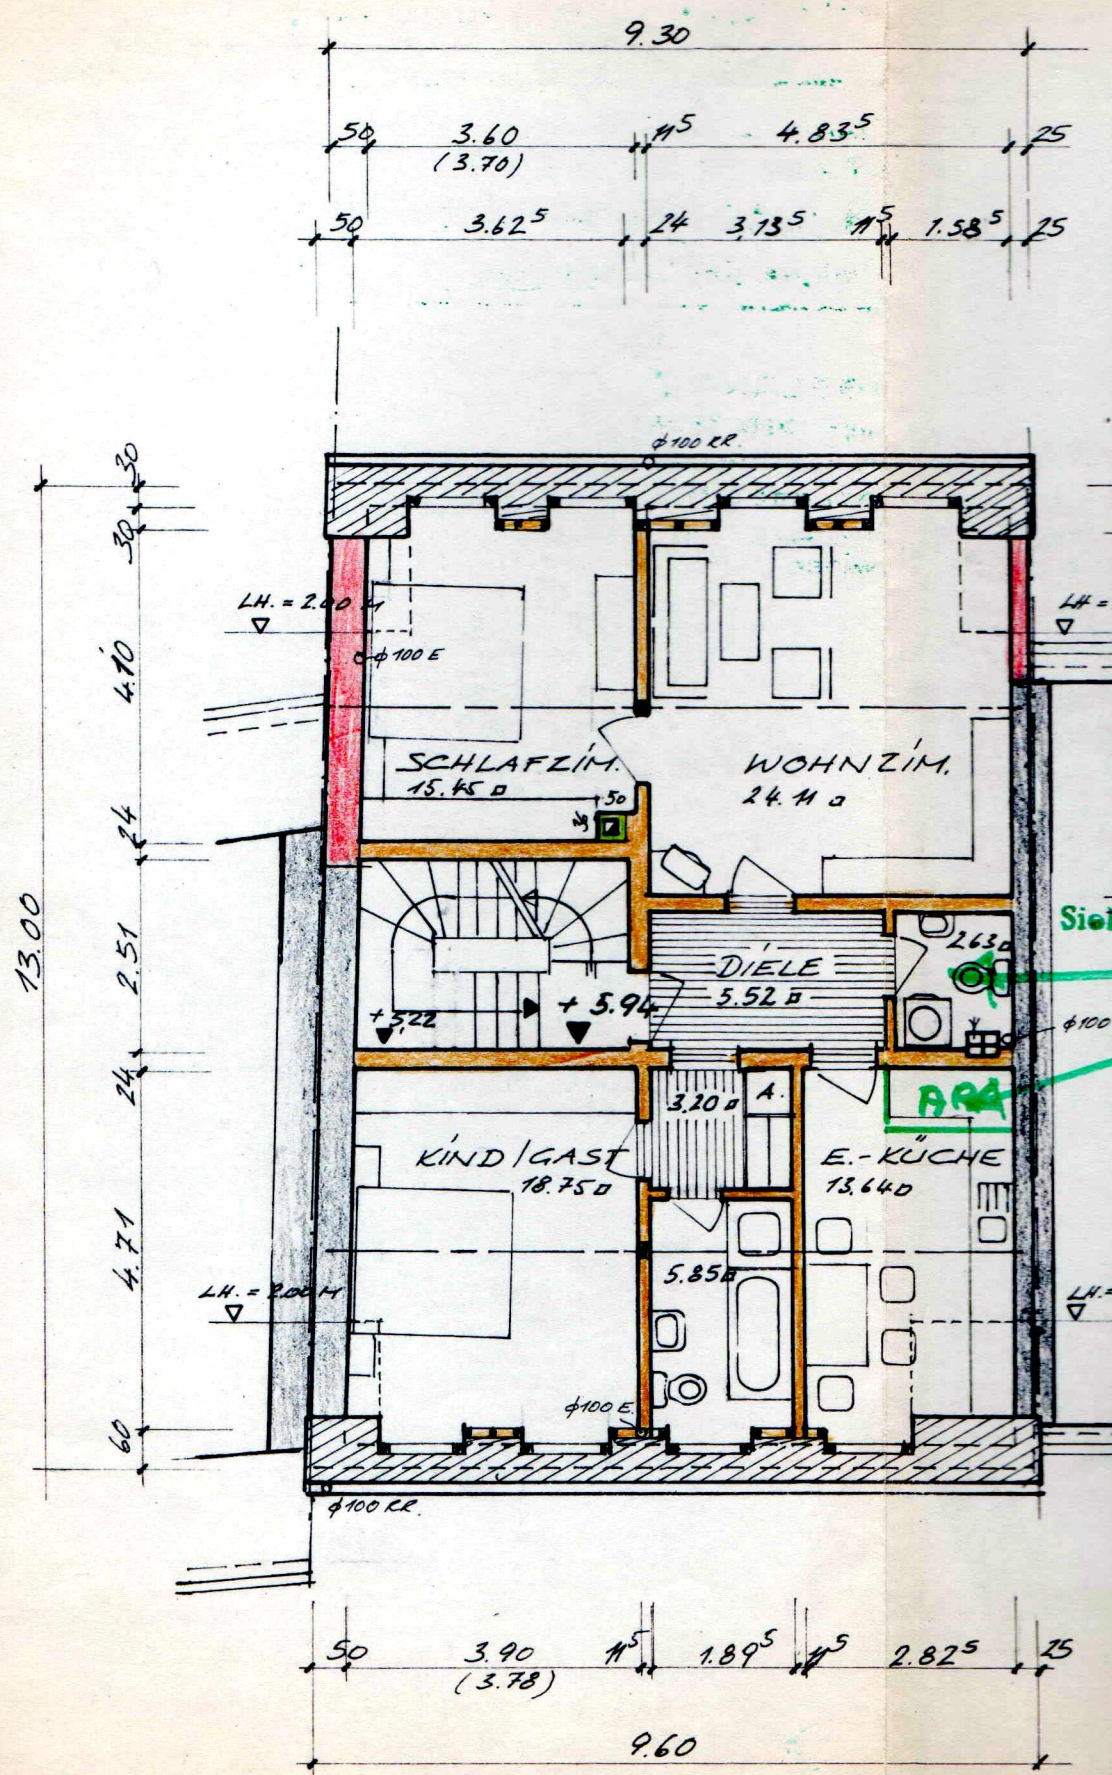 9.30
50 3.60 11⁵ 4.83⁵ 25
(3.70)
50 3.62⁵ 24 3.13⁵ 11⁵ 1.58⁵ 25
ϕ100 RR.
30
30
LH. = 2.00 M
LH =
ϕ100 E
4.10
SCHLAFZIM.
15.45 □
WOHNZIM.
24.11 □
50
24
13.00
2.51
DIELE
5.52 □
2.63 □
+5,22
+ 5.94
ϕ100
24
3.20 □
A.
KIND/GAST
18.75 □
E.-KÜCHE
13.64 □
4.71
5.85 □
LH. = 2.00 M
LH.=
60
ϕ100 E.
ϕ100 RR.
50 3.90 11⁵ 1.89⁵ 11⁵ 2.82⁵ 25
(3.78)
9.60